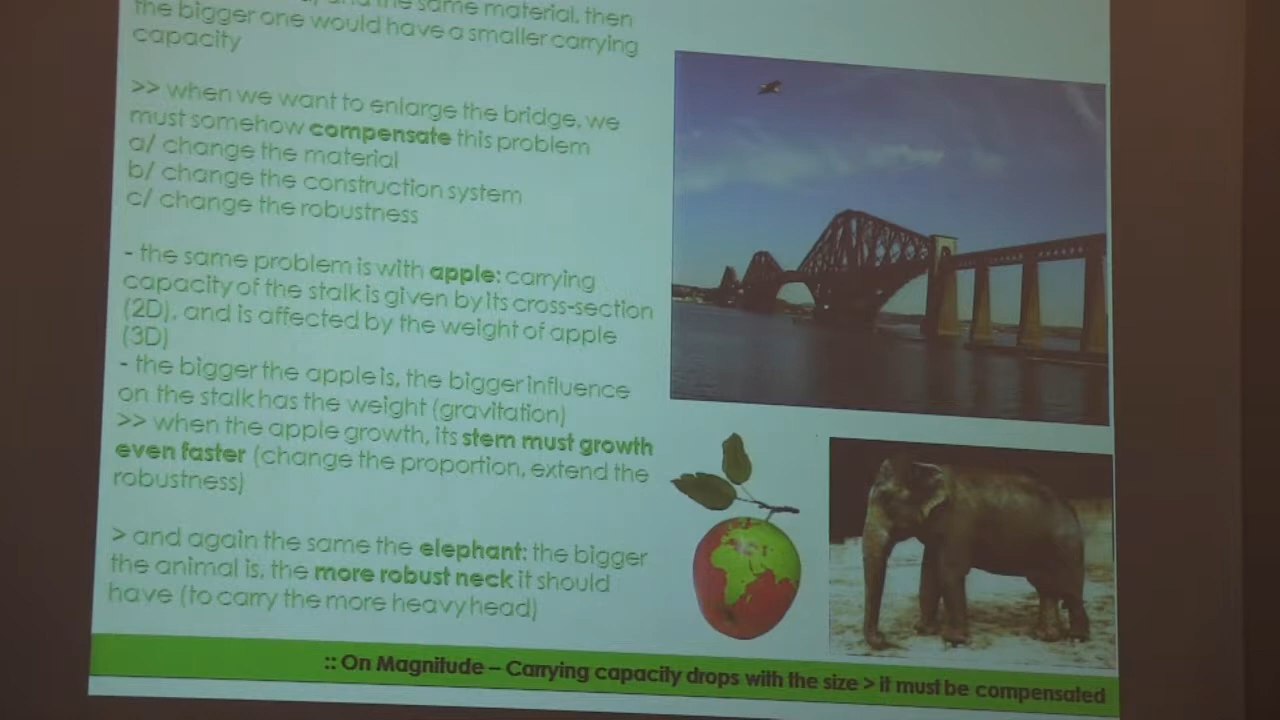 the same material, then
the bigger one would have a smaller carrying
capacity
>> when we want to enlarge the bridge, we
must somehow compensate this problem
a/ change the material
b/ change the construction system
c/ change the robustness
- the same problem is with apple: carrying
capacity of the stalk is given by its cross-section
(2D), and is affected by the weight of apple
(3D)
- the bigger the apple is, the bigger influence
on the stalk has the weight (gravitation)
>> when the apple growth, its stem must growth
even faster (change the proportion, extend the
robustness)
> and again the same the elephant: the bigger
the animal is, the more robust neck it should
have (to carry the more heavy head)
:: On Magnitude – Carrying capacity drops with the size > it must be compensated